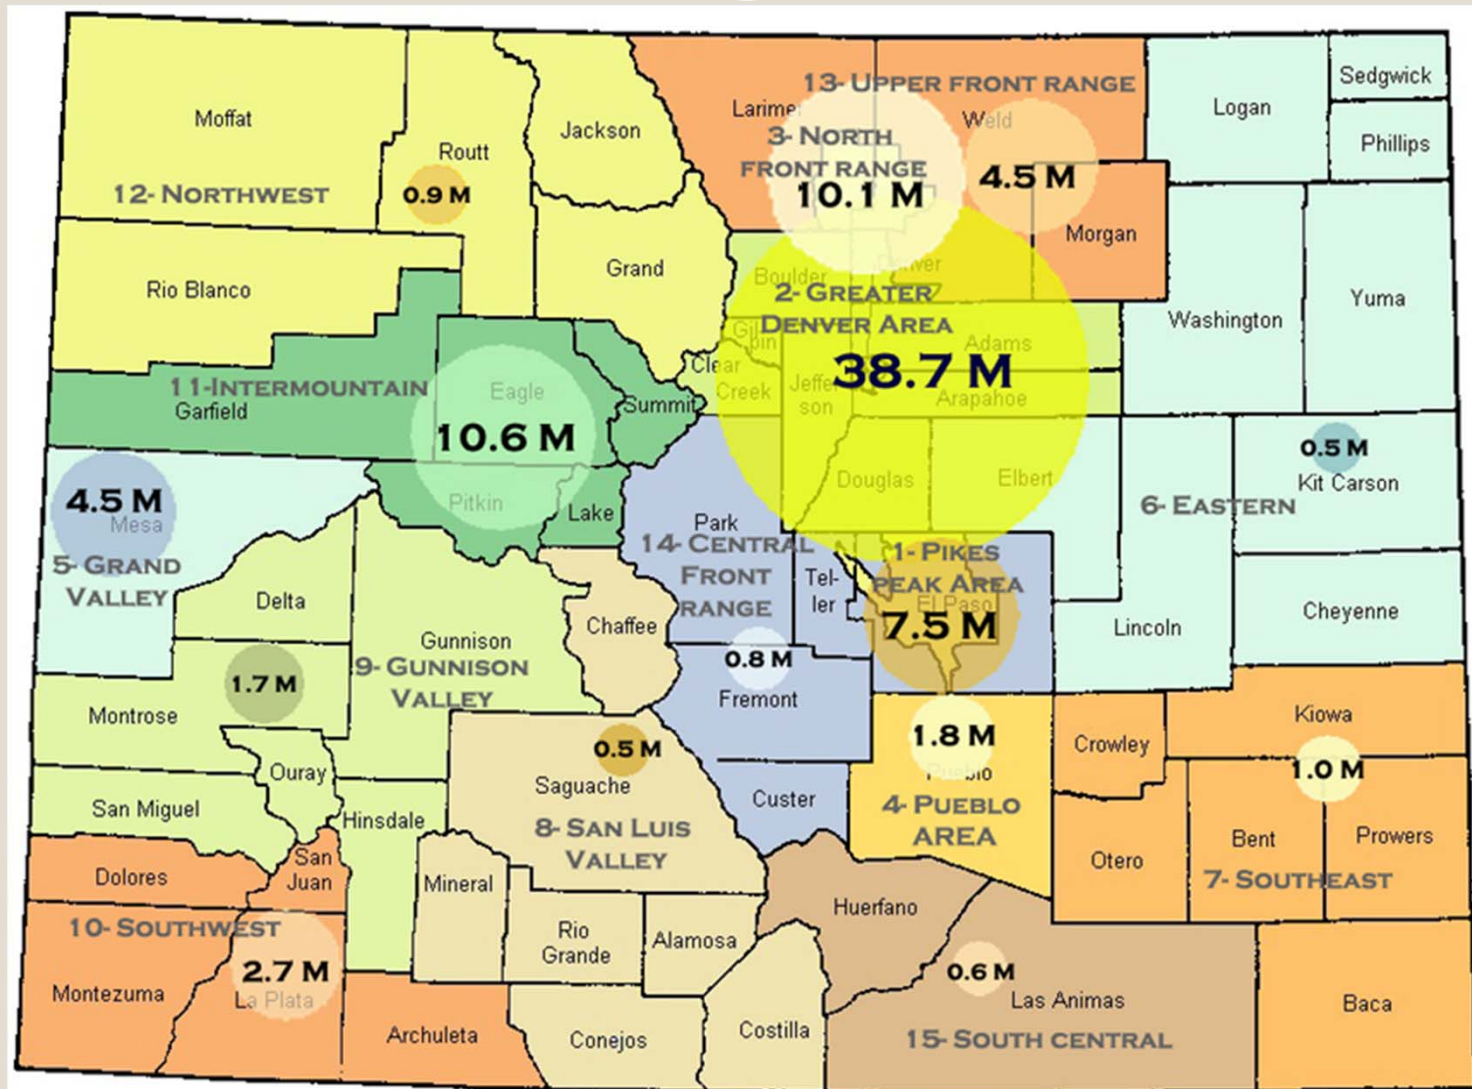 Moffat
Routt
Jackson
Larimer
13- Upper front range
Weld
Logan
Sedgwick
Phillips
12- Northwest
0.9 M
3- North
front range
10.1 M
4.5 M
Morgan
Rio Blanco
Grand
Boulder
Denver
2- Greater
Denver Area
38.7 M
Gil-
pin
Adams
Clear
Creek
Jeffer-
son
Arapahoe
Washington
Yuma
11-Intermountain
Garfield
Eagle
Summit
10.6 M
Pitkin
Lake
Douglas
Elbert
0.5 M
Kit Carson
6- Eastern
4.5 M
Mesa
5- Grand
Valley
Park
14- Central
Front
range
Tel-
ler
1- Pikes
peak Area
El Paso
7.5 M
Cheyenne
Lincoln
Delta
Gunnison
9- Gunnison
Valley
Chaffee
1.7 M
Montrose
0.8 M
Fremont
Custer
1.8 M
Pueblo
4- Pueblo
Area
Crowley
Kiowa
1.0 M
Otero
Bent
Prowers
7- Southeast
Ouray
San Miguel
Hinsdale
0.5 M
Saguache
8- San Luis
Valley
Dolores
San
Juan
Mineral
Rio
Grande
Alamosa
Huerfano
10- Southwest
2.7 M
Montezuma
La Plata
Archuleta
Conejos
Costilla
0.6 M
Las Animas
15- South central
Baca